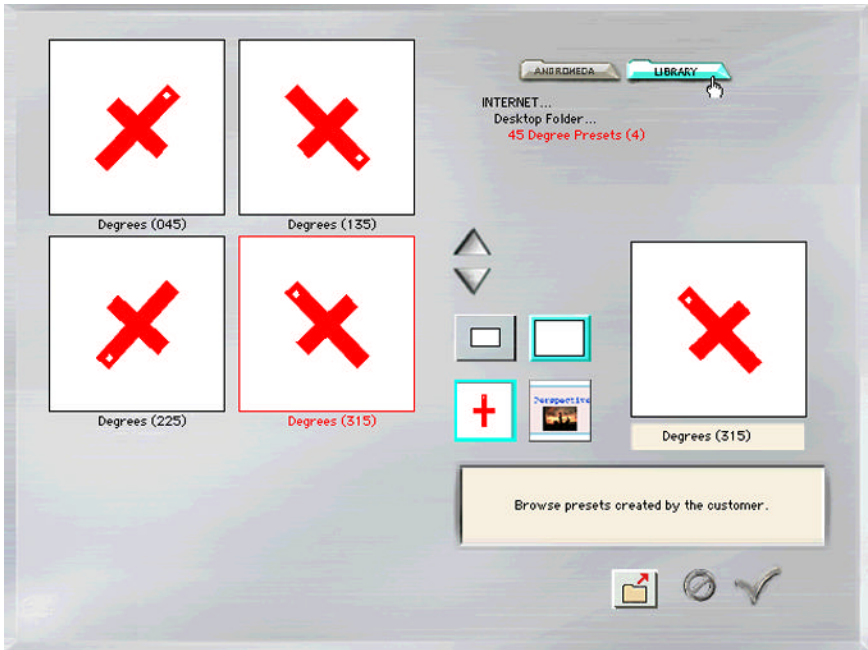 ANDROMEDA
LIBRARY
INTERNET...
Desktop Folder...
45 Degree Presets (4)
Degrees (045)
Degrees (135)
Degrees (225)
Degrees (315)
Perspective
Degrees (315)
Browse presets created by the customer.